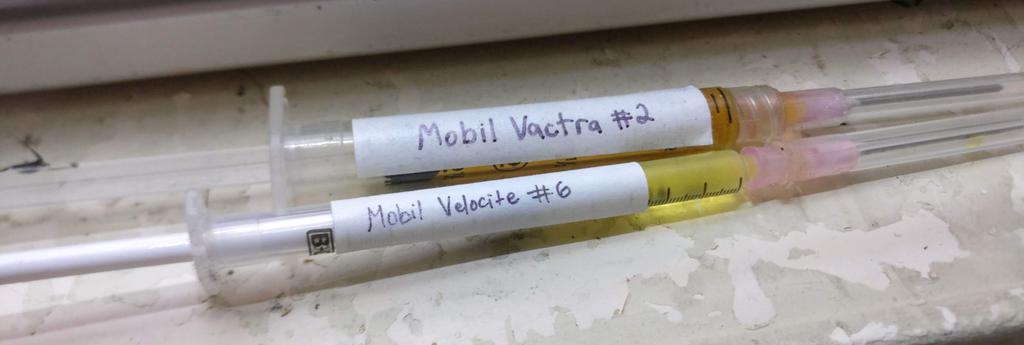 Mobil Vactra #2
Mobil Velocite #6